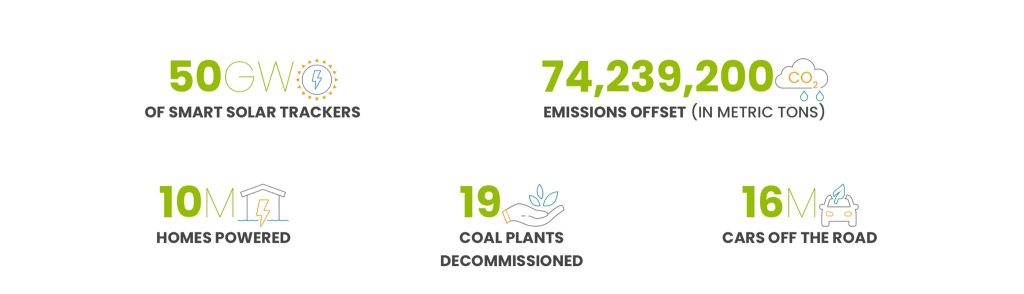 50GW
OF SMART SOLAR TRACKERS
74,239,200
CO2
EMISSIONS OFFSET (IN METRIC TONS)
10M
HOMES POWERED
19
COAL PLANTS
DECOMMISSIONED
16M
CARS OFF THE ROAD